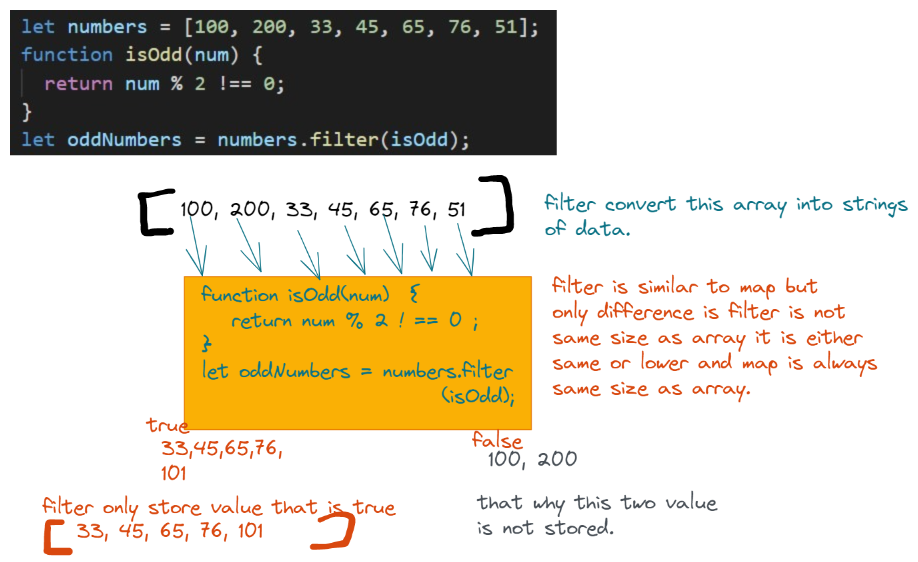 let numbers = [100, 200, 33, 45, 65, 76, 51];
function isOdd(num) {
return num % 2 !== 0;
}
let oddNumbers = numbers.filter(isOdd);
100, 200, 33, 45, 65, 76, 51
filter convert this array into strings
of data.
function isOdd(num) {
return num % 2 ! == 0 ;
}
let oddNumbers = numbers.filter
(isOdd);
filter is similar to map but
only difference is filter is not
same size as array it is either
same or lower and map is always
same size as array.
true
33,45,65,76,
101
false
100, 200
filter only store value that is true
[ 33, 45, 65, 76, 101 ]
that why this two value
is not stored.